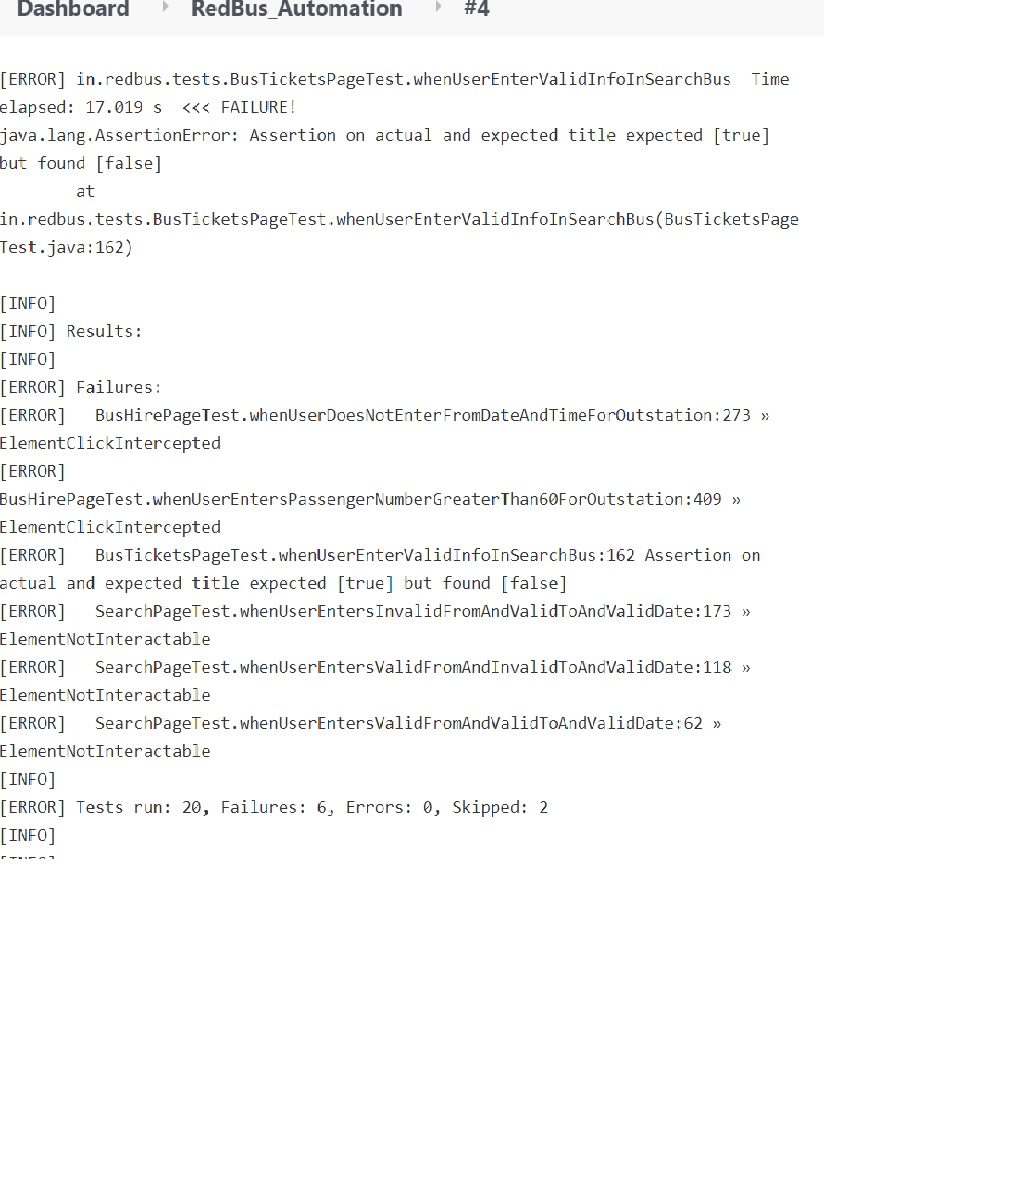 Dashboard RedBus_Automation #4
[ERROR] in.redbus.tests.BusTicketsPageTest.whenUserEnterValidInfoInSearchBus  Time
elapsed: 17.019 s  <<< FAILURE!
java.lang.AssertionError: Assertion on actual and expected title expected [true]
but found [false]
at
in.redbus.tests.BusTicketsPageTest.whenUserEnterValidInfoInSearchBus(BusTicketsPage
Test.java:162)
[INFO]
[INFO] Results:
[INFO]
[ERROR] Failures:
[ERROR]   BusHirePageTest.whenUserDoesNotEnterFromDateAndTimeForOutstation:273 »
ElementClickIntercepted
[ERROR]
BusHirePageTest.whenUserEntersPassengerNumberGreaterThan60ForOutstation:409 »
ElementClickIntercepted
[ERROR]   BusTicketsPageTest.whenUserEnterValidInfoInSearchBus:162 Assertion on
actual and expected title expected [true] but found [false]
[ERROR]   SearchPageTest.whenUserEntersInvalidFromAndValidToAndValidDate:173 »
ElementNotInteractable
[ERROR]   SearchPageTest.whenUserEntersValidFromAndInvalidToAndValidDate:118 »
ElementNotInteractable
[ERROR]   SearchPageTest.whenUserEntersValidFromAndValidToAndValidDate:62 »
ElementNotInteractable
[INFO]
[ERROR] Tests run: 20, Failures: 6, Errors: 0, Skipped: 2
[INFO]